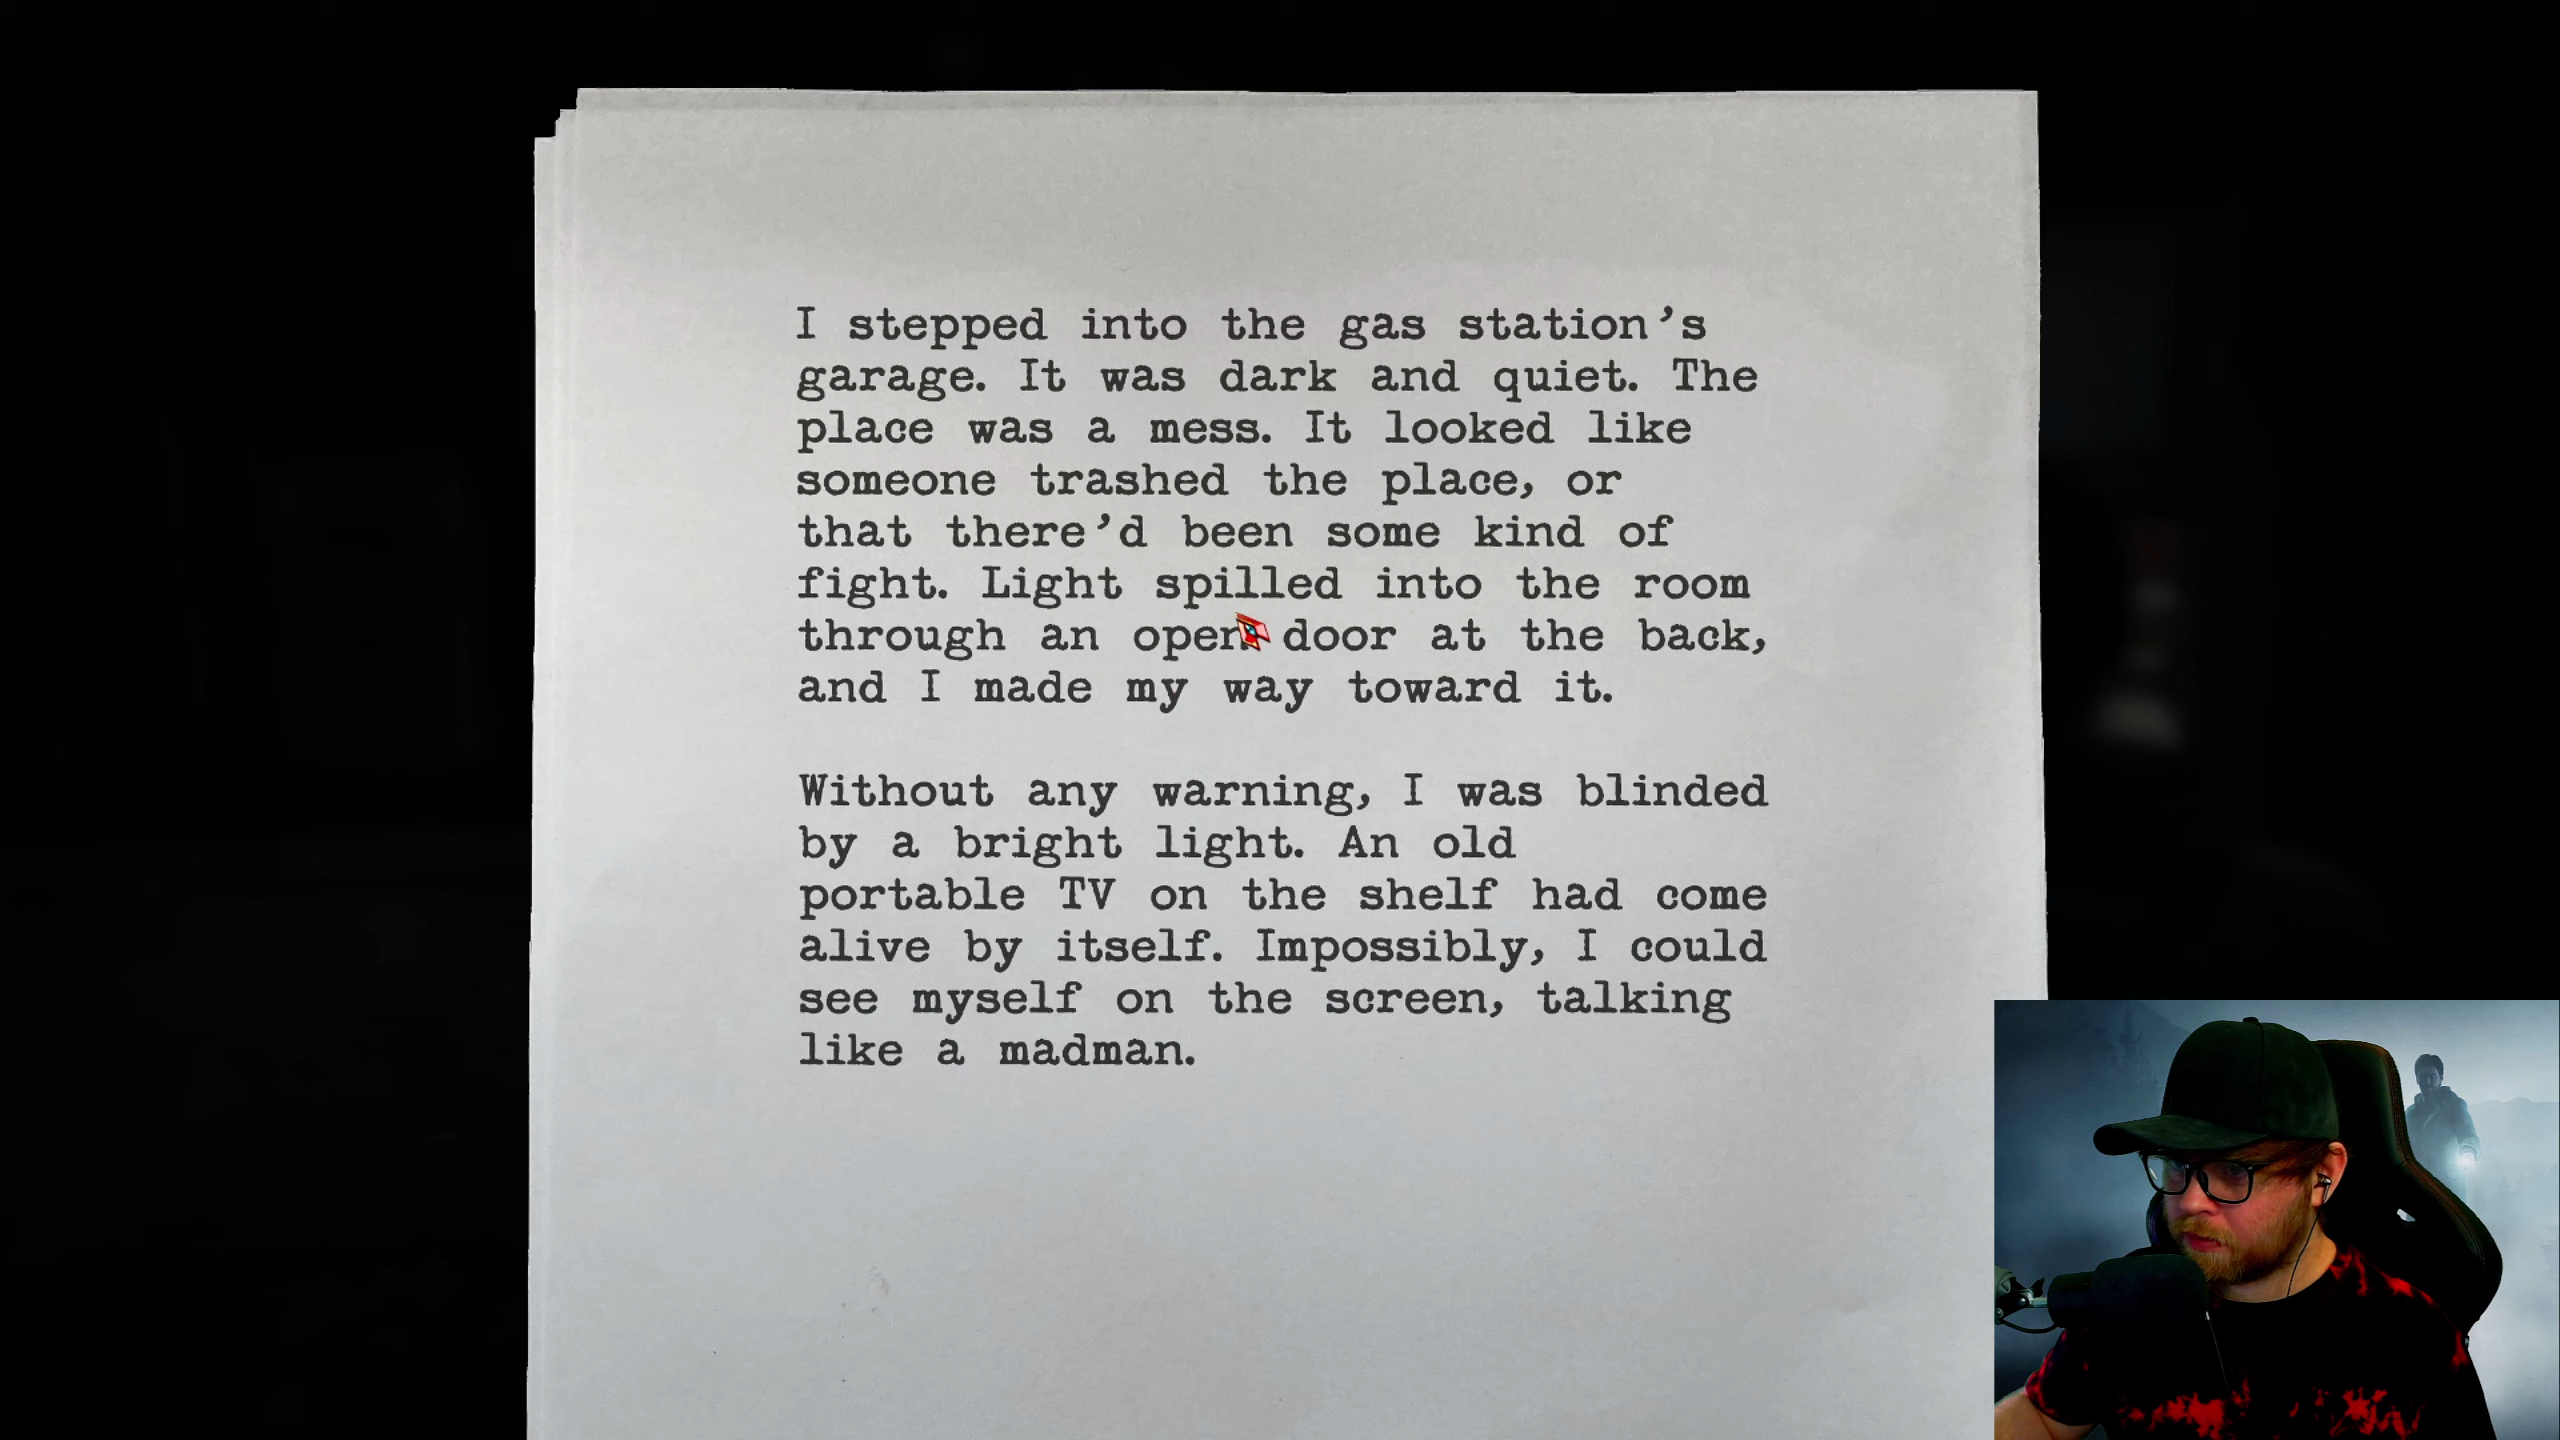 I stepped into the gas station’s
garage. It was dark and quiet. The
place was a mess. It looked like
someone trashed the place, or
that there’d been some kind of
fight. Light spilled into the room
through an open door at the back,
and I made my way toward it.
Without any warning, I was blinded
by a bright light. An old
portable TV on the shelf had come
alive by itself. Impossibly, I could
see myself on the screen, talking
like a madman.